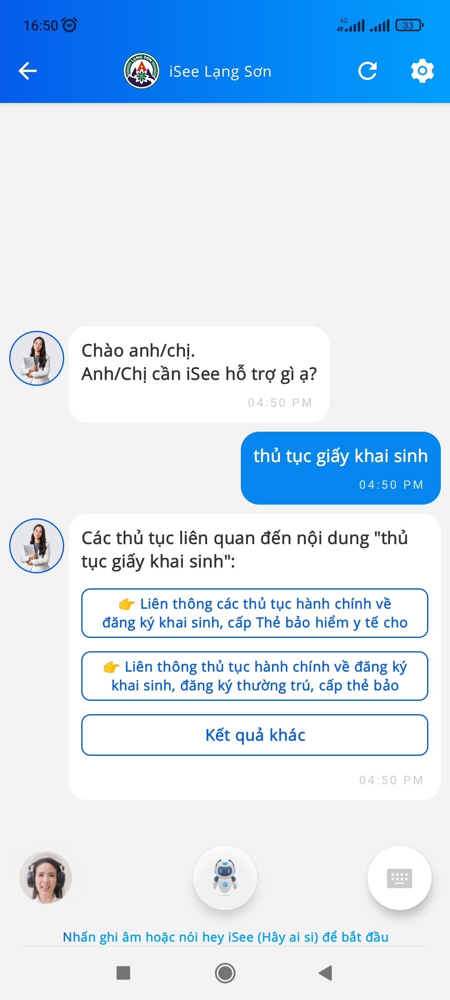 16:50
4G
33
LẠNG SƠN
iSee Lạng Sơn
Chào anh/chị.
Anh/Chị cần iSee hỗ trợ gì ạ?
04:50 PM
thủ tục giấy khai sinh
04:50 PM
Các thủ tục liên quan đến nội dung "thủ
tục giấy khai sinh":
👉 Liên thông các thủ tục hành chính về
đăng ký khai sinh, cấp Thẻ bảo hiểm y tế cho
👉 Liên thông thủ tục hành chính về đăng ký
khai sinh, đăng ký thường trú, cấp thẻ bảo
Kết quả khác
04:50 PM
Nhấn ghi âm hoặc nói hey iSee (Hây ai si) để bắt đầu